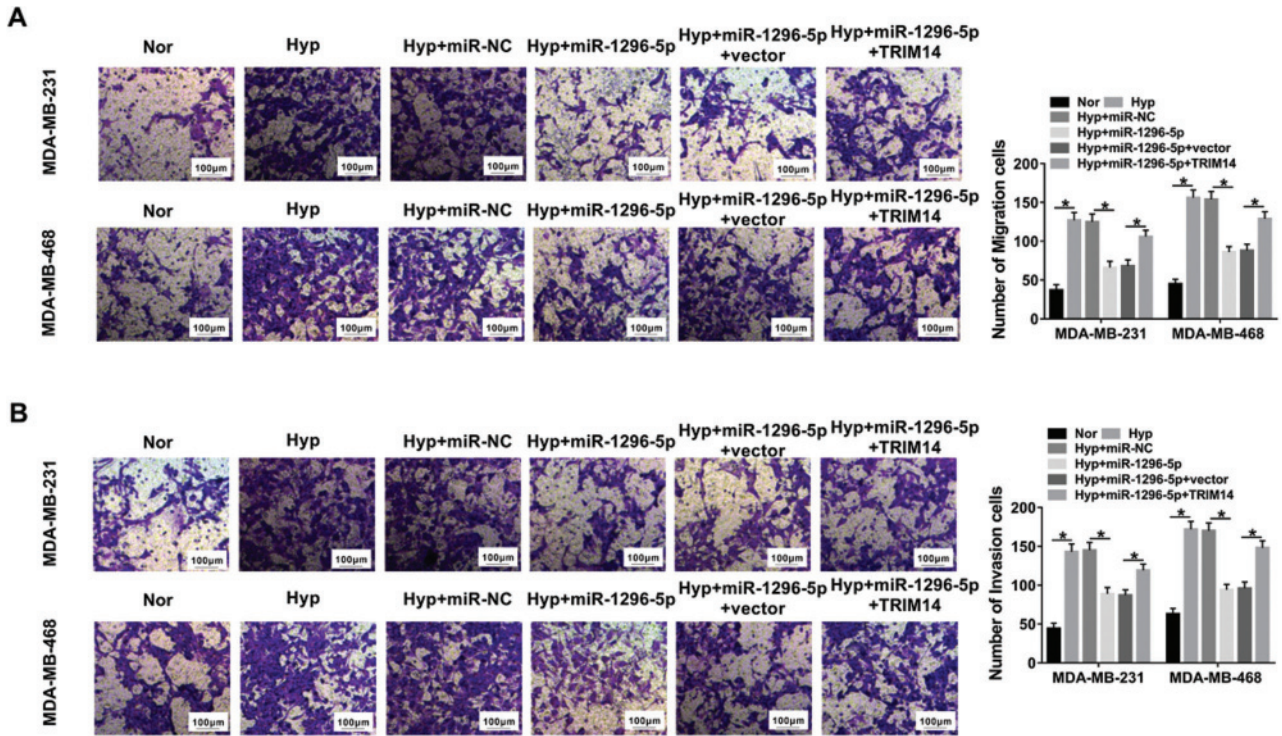 A
Nor
Hyp
Hyp+miR-NC
Hyp+miR-1296-5p
Hyp+miR-1296-5p
+vector
Hyp+miR-1296-5p
+TRIM14
MDA-MB-231
100μm
100μm
100μm
100μm
100μm
100μm
Nor
Hyp
Hyp+miR-NC
Hyp+miR-1296-5p
Hyp+miR-1296-5p
+vector
Hyp+miR-1296-5p
+TRIM14
MDA-MB-468
100μm
100μm
100μm
100μm
100μm
100μm
Nor Hyp
Hyp+miR-NC
Hyp+miR-1296-5p
Hyp+miR-1296-5p+vector
Hyp+miR-1296-5p+TRIM14
Number of Migration cells
200
150
100
50
0
* * * * * *
MDA-MB-231 MDA-MB-468
B
Nor
Hyp
Hyp+miR-NC
Hyp+miR-1296-5p
Hyp+miR-1296-5p
+vector
Hyp+miR-1296-5p
+TRIM14
MDA-MB-231
100μm
100μm
100μm
100μm
100μm
100μm
Nor
Hyp
Hyp+miR-NC
Hyp+miR-1296-5p
Hyp+miR-1296-5p
+vector
Hyp+miR-1296-5p
+TRIM14
MDA-MB-468
100μm
100μm
100μm
100μm
100μm
100μm
Nor Hyp
Hyp+miR-NC
Hyp+miR-1296-5p
Hyp+miR-1296-5p+vector
Hyp+miR-1296-5p+TRIM14
Number of Invasion cells
200
150
100
50
0
* * * * * *
MDA-MB-231 MDA-MB-468